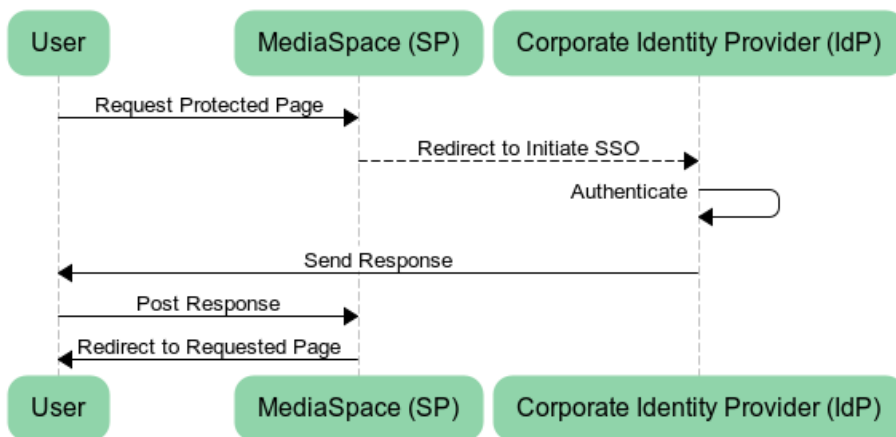 User
MediaSpace (SP)
Corporate Identity Provider (IdP)
Request Protected Page
Redirect to Initiate SSO
Authenticate
Send Response
Post Response
Redirect to Requested Page
User
MediaSpace (SP)
Corporate Identity Provider (IdP)